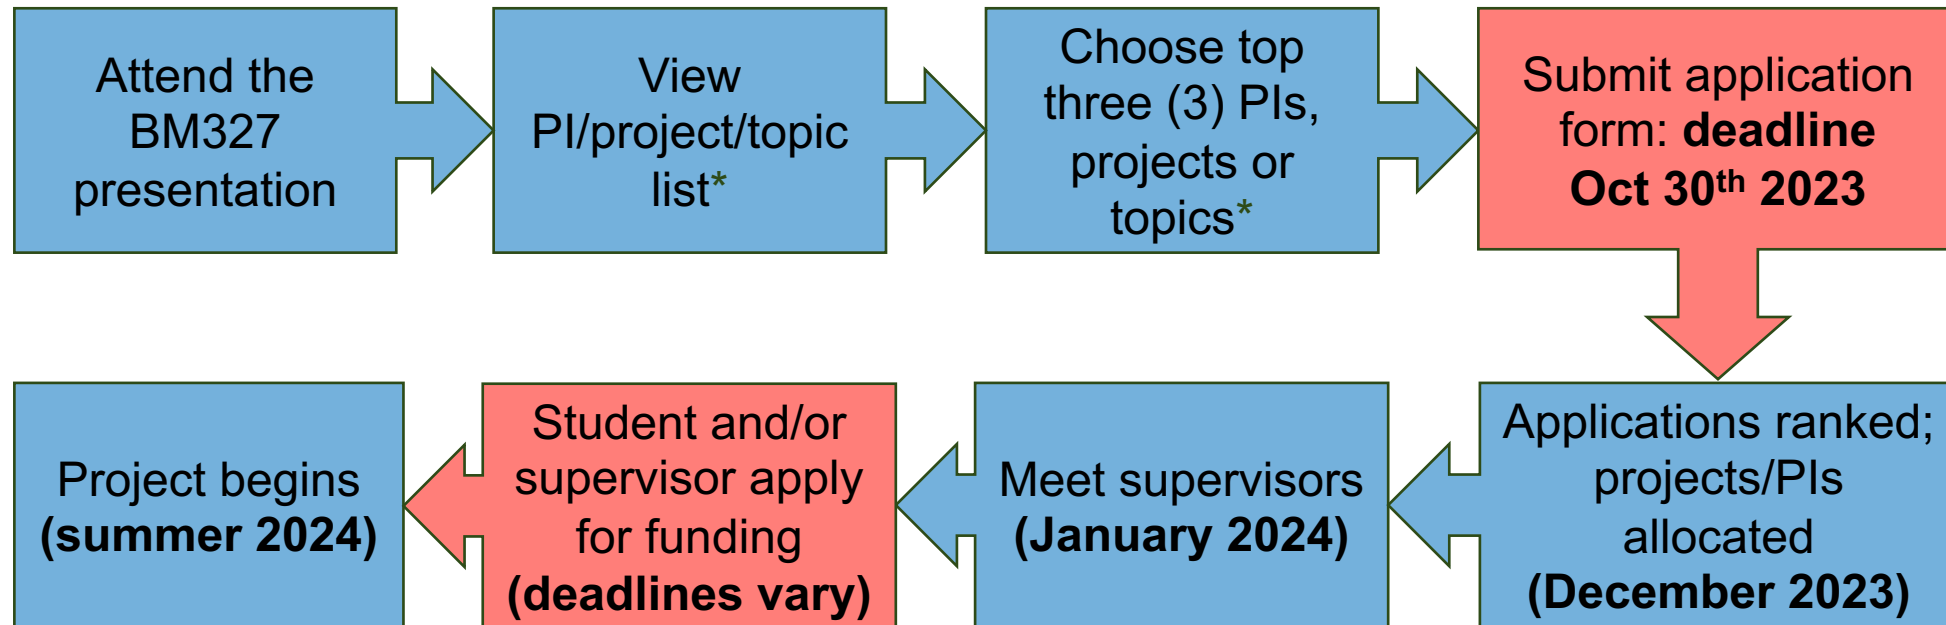 Attend the
BM327
presentation
View
PI/project/topic
list*
Choose top
three (3) PIs,
projects or
topics*
Submit application
form: deadline
Oct 30th 2023
Applications ranked;
projects/PIs
allocated
(December 2023)
Meet supervisors
(January 2024)
Student and/or
supervisor apply
for funding
(deadlines vary)
Project begins
(summer 2024)